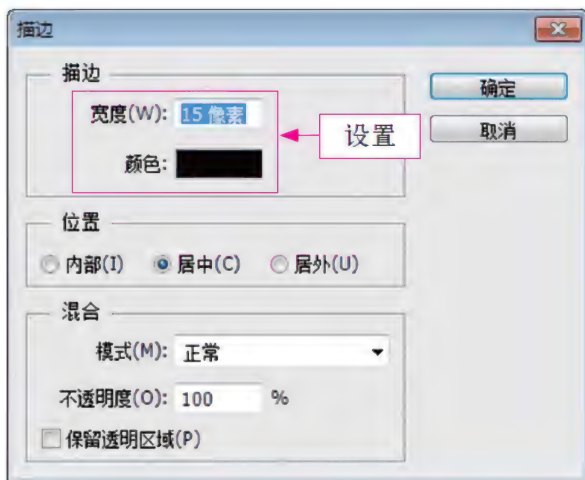 描边
描边
宽度(W): 15 像素
颜色:
设置
确定
取消
位置
内部(I) 居中(C) 居外(U)
混合
模式(M): 正常
不透明度(O): 100 %
保留透明区域(P)